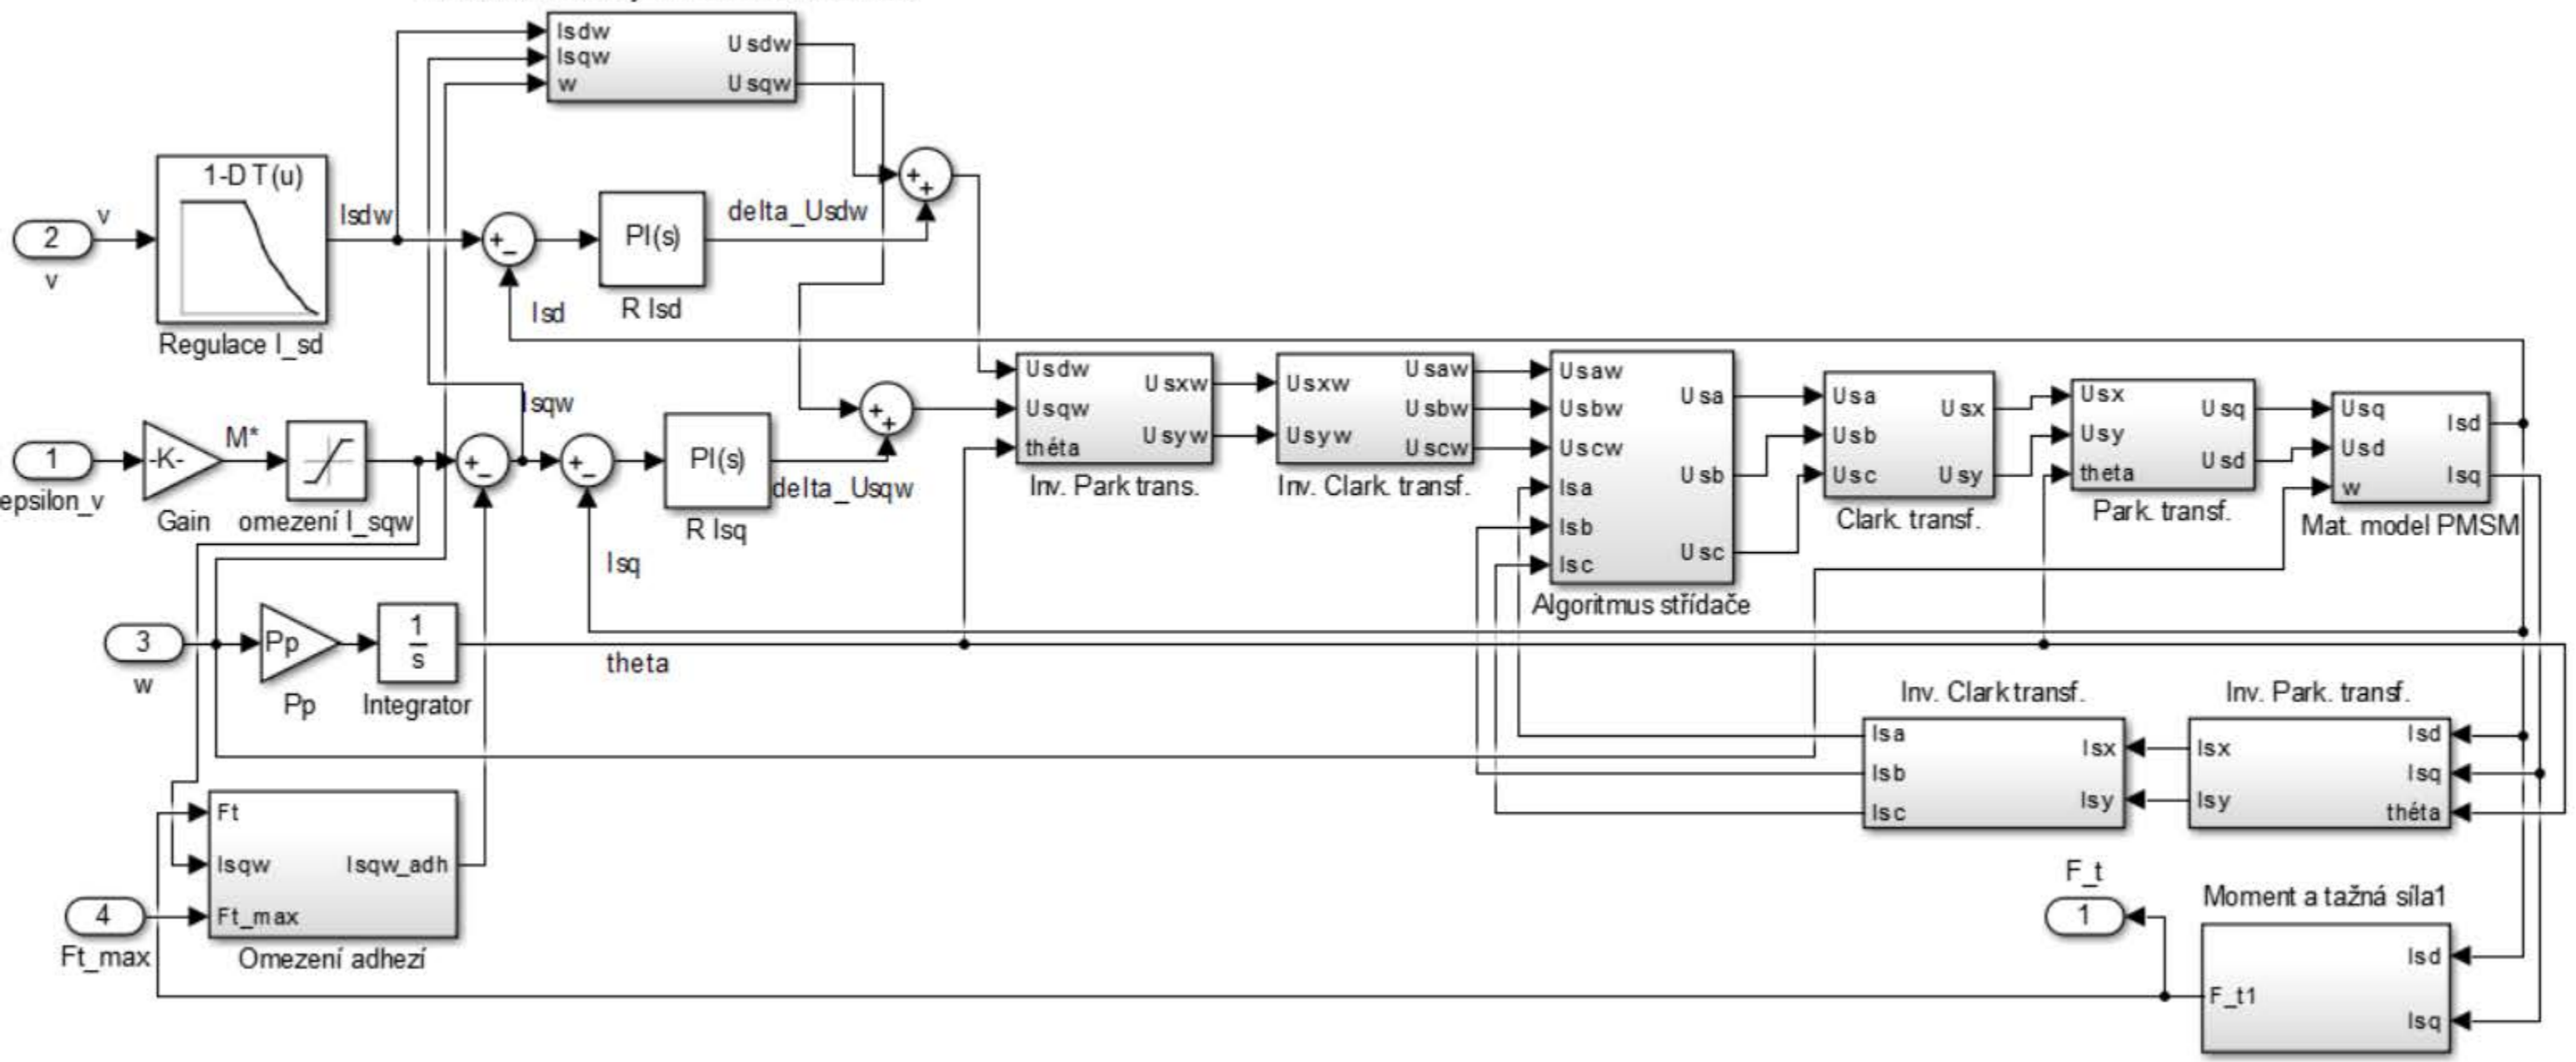 Isdw
Isqw
w
Usdw
Usqw
1-D T(u)
v
2
v
Isdw
Regulace I_sd
+
-
PI(s)
R Isd
delta_Usdw
+
+
Isd
1
epsilon_v
-K-
Gain
M*
omezení I_sqw
+
-
Isqw
+
-
PI(s)
R Isq
delta_Usqw
+
+
Isq
Usdw
Usqw
théta
Usxw
Usyw
Inv. Park trans.
Usxw
Usyw
Usaw
Usbw
Uscw
Inv. Clark. transf.
Usaw
Usbw
Uscw
Isa
Isb
Isc
Usa
Usb
Usc
Algoritmus střídače
Usa
Usb
Usc
Usx
Usy
Clark. transf.
Usx
Usy
theta
Usq
Usd
Park. transf.
Usq
Usd
w
Isd
Isq
Mat. model PMSM
3
w
Pp
Pp
1
s
Integrator
theta
Inv. Clark transf.
Isa
Isb
Isc
Isx
Isy
Inv. Park. transf.
Isx
Isy
Isd
Isq
théta
Ft
Isqw
Ft_max
Isqw_adh
Omezení adhezí
4
Ft_max
F_t
1
Moment a tažná síla1
F_t1
Isd
Isq